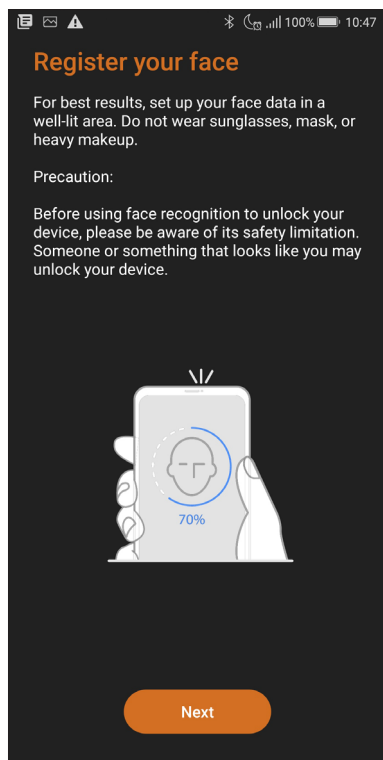 100% 10:47
Register your face
For best results, set up your face data in a
well-lit area. Do not wear sunglasses, mask, or
heavy makeup.
Precaution:
Before using face recognition to unlock your
device, please be aware of its safety limitation.
Someone or something that looks like you may
unlock your device.
70%
Next